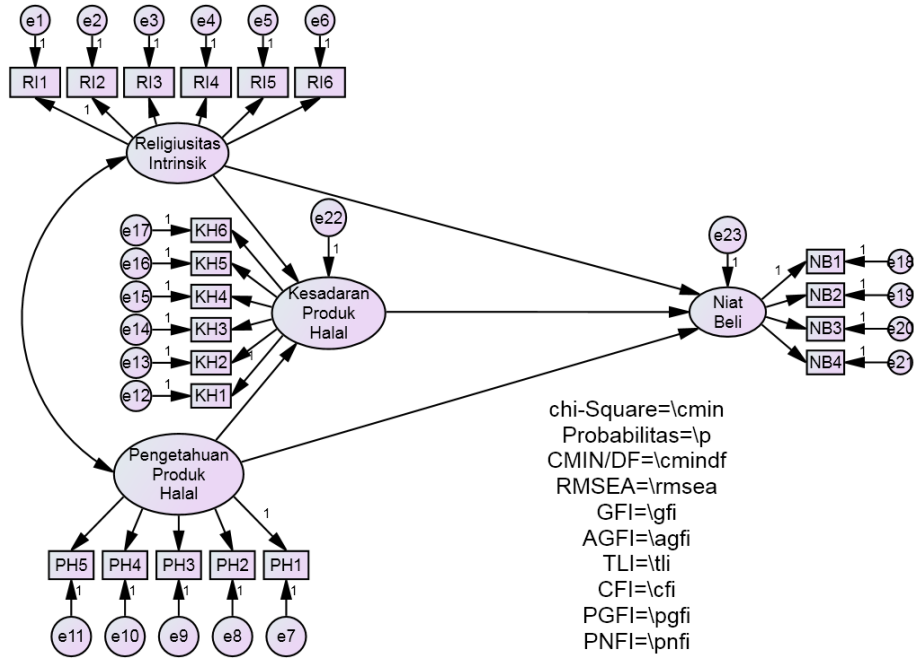 e1 e2 e3 e4 e5 e6
1 1 1 1 1 1
RI1 RI2 RI3 RI4 RI5 RI6
1
Religiusitas
Intrinsik
e17 1 KH6
e16 1 KH5
e15 1 KH4
e14 1 KH3
e13 1 KH2
1
e12 1 KH1
e22
1
Kesadaran
Produk
Halal
e23
1
Niat
Beli
1
NB1 1 e18
NB2 1 e19
NB3 1 e20
NB4 1 e21
Pengetahuan
Produk
Halal
1
PH5 PH4 PH3 PH2 PH1
1 1 1 1 1
e11 e10 e9 e8 e7
chi-Square=\cmin
Probabilitas=\p
CMIN/DF=\cmindf
RMSEA=\rmsea
GFI=\gfi
AGFI=\agfi
TLI=\tli
CFI=\cfi
PGFI=\pgfi
PNFI=\pnfi